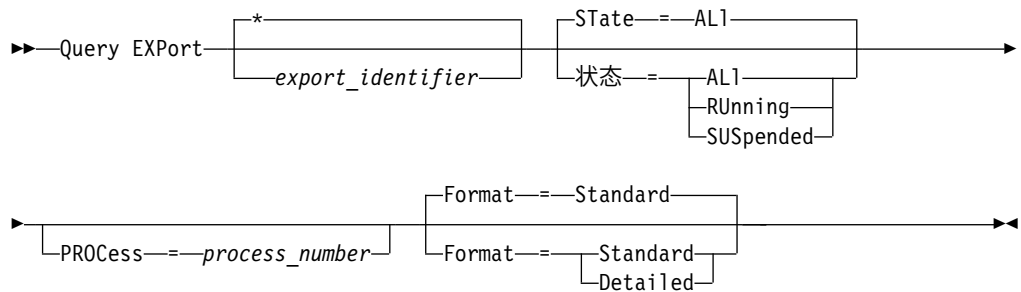 * STate = ALl
Query EXPort
export_identifier 状态 = ALl
RUnning
SUSpended
Format = Standard
PROCess = process_number Format = Standard
Detailed